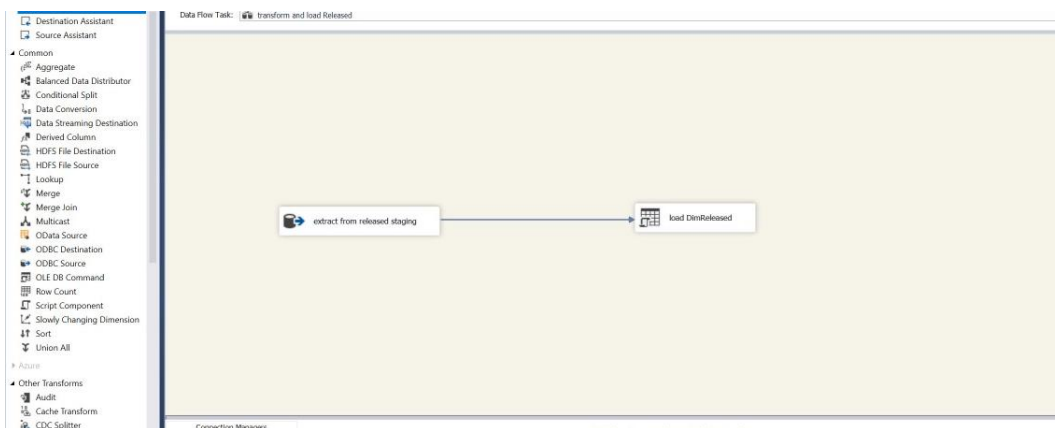 Destination Assistant
Source Assistant
Common
Aggregate
Balanced Data Distributor
Conditional Split
Data Conversion
Data Streaming Destination
Derived Column
HDFS File Destination
HDFS File Source
Lookup
Merge
Merge Join
Multicast
OData Source
ODBC Destination
ODBC Source
OLE DB Command
Row Count
Script Component
Slowly Changing Dimension
Sort
Union All
Azure
Other Transforms
Audit
Cache Transform
CDC Splitter
Data Flow Task: transform and load Released
extract from released staging
load DimReleased
Connection Managers